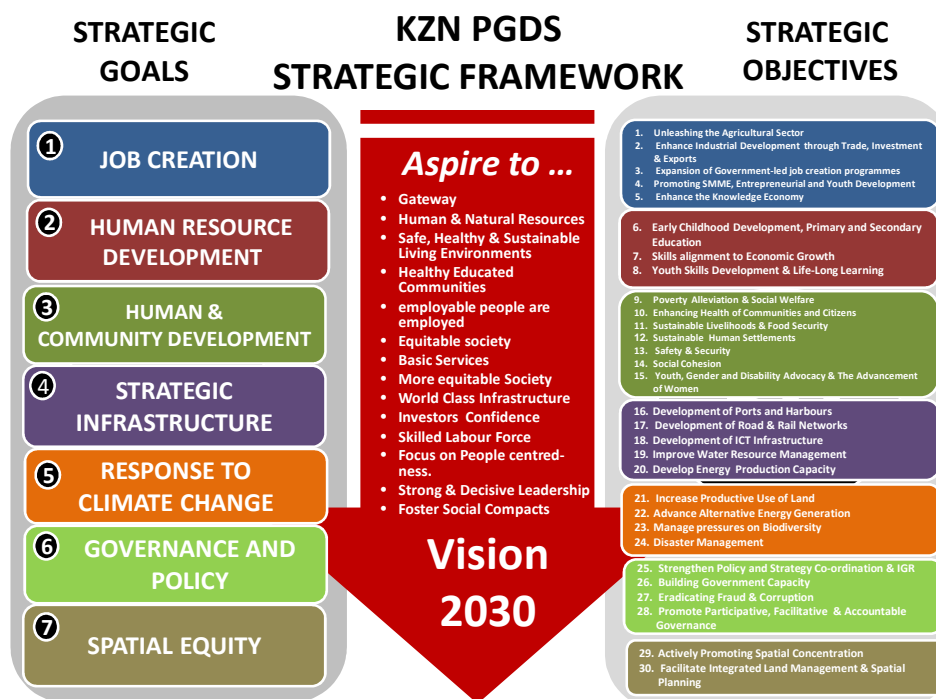 STRATEGIC
GOALS
KZN PGDS
STRATEGIC FRAMEWORK
STRATEGIC
OBJECTIVES
1
JOB CREATION
2
HUMAN RESOURCE
DEVELOPMENT
3
HUMAN &
COMMUNITY DEVELOPMENT
4
STRATEGIC
INFRASTRUCTURE
5
RESPONSE TO
CLIMATE CHANGE
6
GOVERNANCE AND
POLICY
7
SPATIAL EQUITY
Aspire to ...
• Gateway
• Human & Natural Resources
• Safe, Healthy & Sustainable
Living Environments
• Healthy Educated
Communities
• employable people are
employed
• Equitable society
• Basic Services
• More equitable Society
• World Class Infrastructure
• Investors Confidence
• Skilled Labour Force
• Focus on People centred-
ness.
• Strong & Decisive Leadership
• Foster Social Compacts
Vision
2030
1. Unleashing the Agricultural Sector
2. Enhance Industrial Development through Trade, Investment
& Exports
3. Expansion of Government-led job creation programmes
4. Promoting SMME, Entrepreneurial and Youth Development
5. Enhance the Knowledge Economy
6. Early Childhood Development, Primary and Secondary
Education
7. Skills alignment to Economic Growth
8. Youth Skills Development & Life-Long Learning
9. Poverty Alleviation & Social Welfare
10. Enhancing Health of Communities and Citizens
11. Sustainable Livelihoods & Food Security
12. Sustainable Human Settlements
13. Safety & Security
14. Social Cohesion
15. Youth, Gender and Disability Advocacy & The Advancement
of Women
16. Development of Ports and Harbours
17. Development of Road & Rail Networks
18. Development of ICT Infrastructure
19. Improve Water Resource Management
20. Develop Energy Production Capacity
21. Increase Productive Use of Land
22. Advance Alternative Energy Generation
23. Manage pressures on Biodiversity
24. Disaster Management
25. Strengthen Policy and Strategy Co-ordination & IGR
26. Building Government Capacity
27. Eradicating Fraud & Corruption
28. Promote Participative, Facilitative & Accountable
Governance
29. Actively Promoting Spatial Concentration
30. Facilitate Integrated Land Management & Spatial
Planning